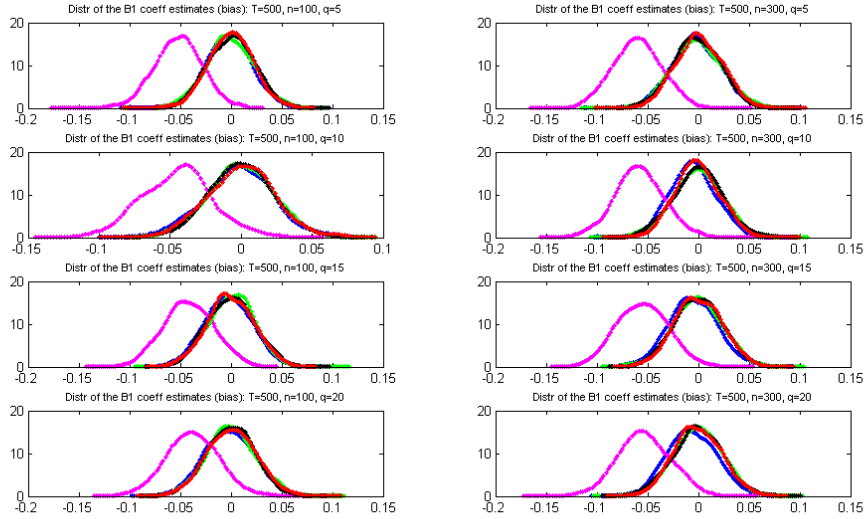 Distr of the B1 coeff estimates (bias): T=500, n=100, q=5
20
10
0
-0.2 -0.15 -0.1 -0.05 0 0.05 0.1 0.15
Distr of the B1 coeff estimates (bias): T=500, n=300, q=5
20
10
0
-0.2 -0.15 -0.1 -0.05 0 0.05 0.1 0.15
Distr of the B1 coeff estimates (bias): T=500, n=100, q=10
20
10
0
-0.15 -0.1 -0.05 0 0.05 0.1
Distr of the B1 coeff estimates (bias): T=500, n=300, q=10
20
10
0
-0.2 -0.15 -0.1 -0.05 0 0.05 0.1 0.15
Distr of the B1 coeff estimates (bias): T=500, n=100, q=15
20
10
0
-0.2 -0.15 -0.1 -0.05 0 0.05 0.1 0.15
Distr of the B1 coeff estimates (bias): T=500, n=300, q=15
20
10
0
-0.2 -0.15 -0.1 -0.05 0 0.05 0.1 0.15
Distr of the B1 coeff estimates (bias): T=500, n=100, q=20
20
10
0
-0.2 -0.15 -0.1 -0.05 0 0.05 0.1 0.15
Distr of the B1 coeff estimates (bias): T=500, n=300, q=20
20
10
0
-0.2 -0.15 -0.1 -0.05 0 0.05 0.1 0.15